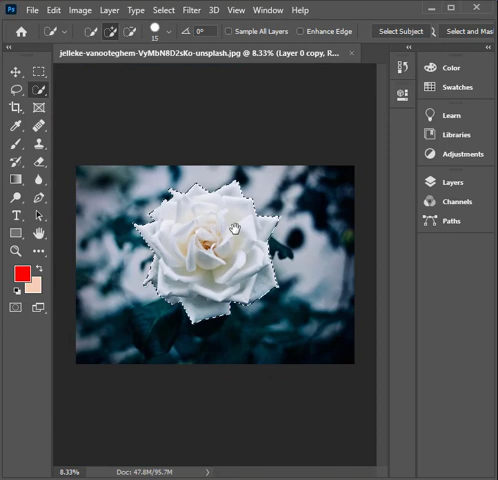 Ps File Edit Image Layer Type Select Filter 3D View Window Help
15 0° Sample All Layers Enhance Edge Select Subject Select and Mas
jelleke-vanooteghem-VyMbN8D2sKo-unsplash.jpg @ 8.33% (Layer 0 copy, R...
Color
Swatches
Learn
Libraries
Adjustments
Layers
Channels
Paths
T
8.33% Doc: 47.8M/95.7M